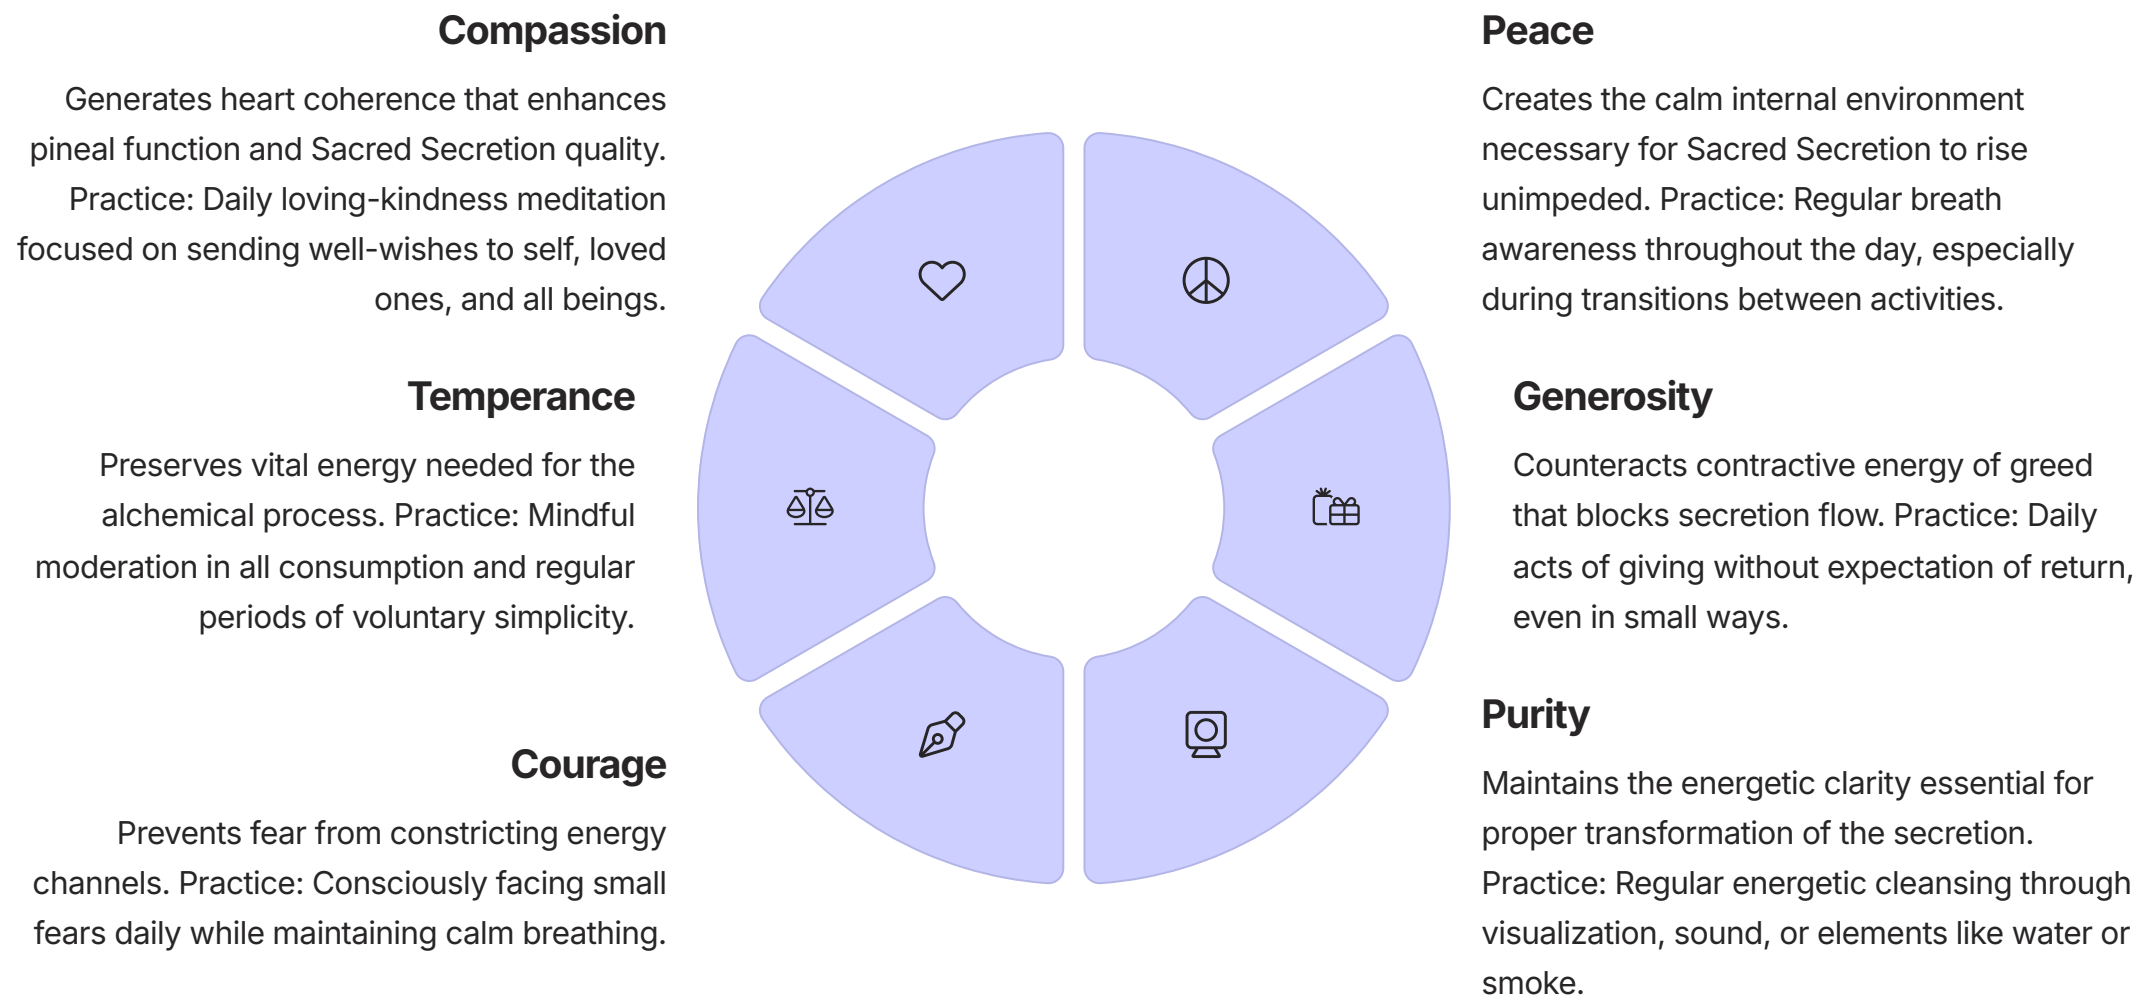 Compassion
Generates heart coherence that enhances
pineal function and Sacred Secretion quality.
Practice: Daily loving-kindness meditation
focused on sending well-wishes to self, loved
ones, and all beings.
Peace
Creates the calm internal environment
necessary for Sacred Secretion to rise
unimpeded. Practice: Regular breath
awareness throughout the day, especially
during transitions between activities.
Temperance
Preserves vital energy needed for the
alchemical process. Practice: Mindful
moderation in all consumption and regular
periods of voluntary simplicity.
Generosity
Counteracts contractive energy of greed
that blocks secretion flow. Practice: Daily
acts of giving without expectation of return,
even in small ways.
Courage
Prevents fear from constricting energy
channels. Practice: Consciously facing small
fears daily while maintaining calm breathing.
Purity
Maintains the energetic clarity essential for
proper transformation of the secretion.
Practice: Regular energetic cleansing through
visualization, sound, or elements like water or
smoke.